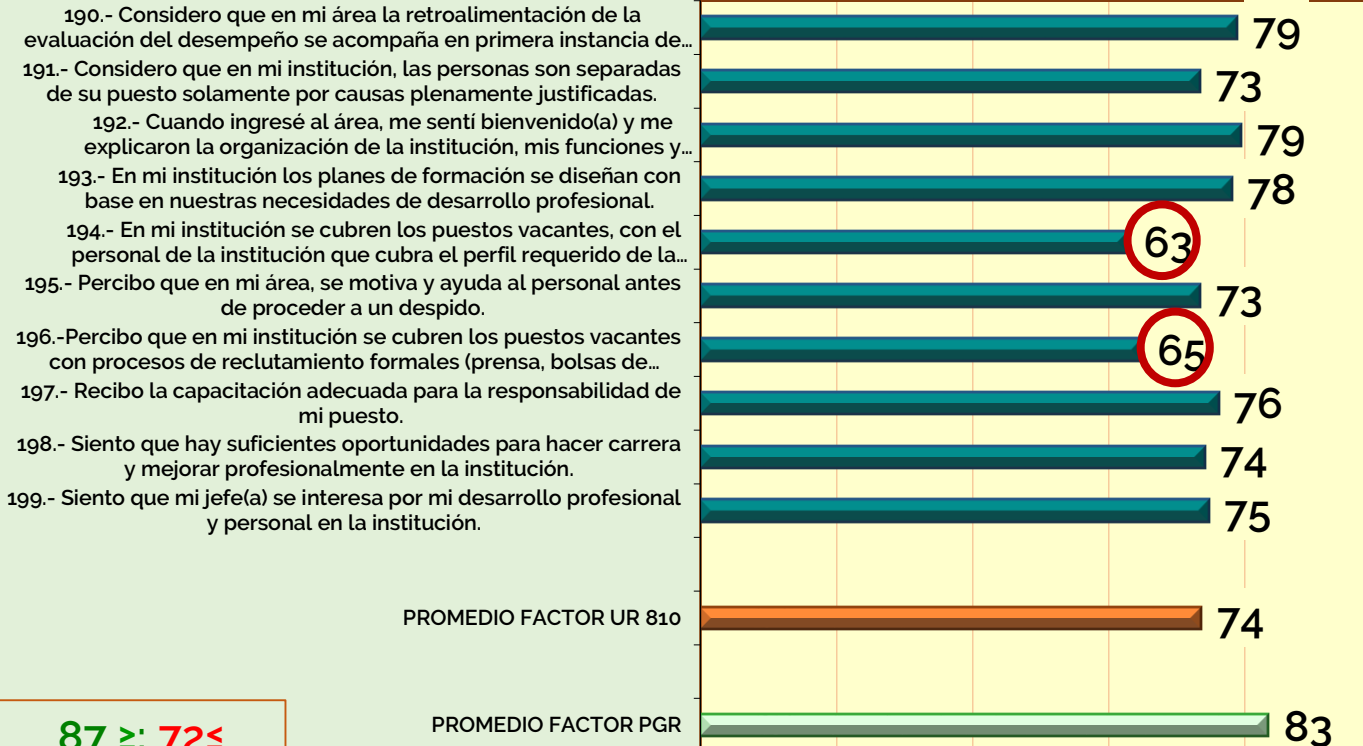 190.- Considero que en mi área la retroalimentación de la
evaluación del desempeño se acompaña en primera instancia de...
79
191.- Considero que en mi institución, las personas son separadas
de su puesto solamente por causas plenamente justificadas.
73
192.- Cuando ingresé al área, me sentí bienvenido(a) y me
explicaron la organización de la institución, mis funciones y...
79
193.- En mi institución los planes de formación se diseñan con
base en nuestras necesidades de desarrollo profesional.
78
194.- En mi institución se cubren los puestos vacantes, con el
personal de la institución que cubra el perfil requerido de la...
63
195.- Percibo que en mi área, se motiva y ayuda al personal antes
de proceder a un despido.
73
196.-Percibo que en mi institución se cubren los puestos vacantes
con procesos de reclutamiento formales (prensa, bolsas de...
65
197.- Recibo la capacitación adecuada para la responsabilidad de
mi puesto.
76
198.- Siento que hay suficientes oportunidades para hacer carrera
y mejorar profesionalmente en la institución.
74
199.- Siento que mi jefe(a) se interesa por mi desarrollo profesional
y personal en la institución.
75
PROMEDIO FACTOR UR 810
74
PROMEDIO FACTOR PGR
83
87 ≥; 72≤